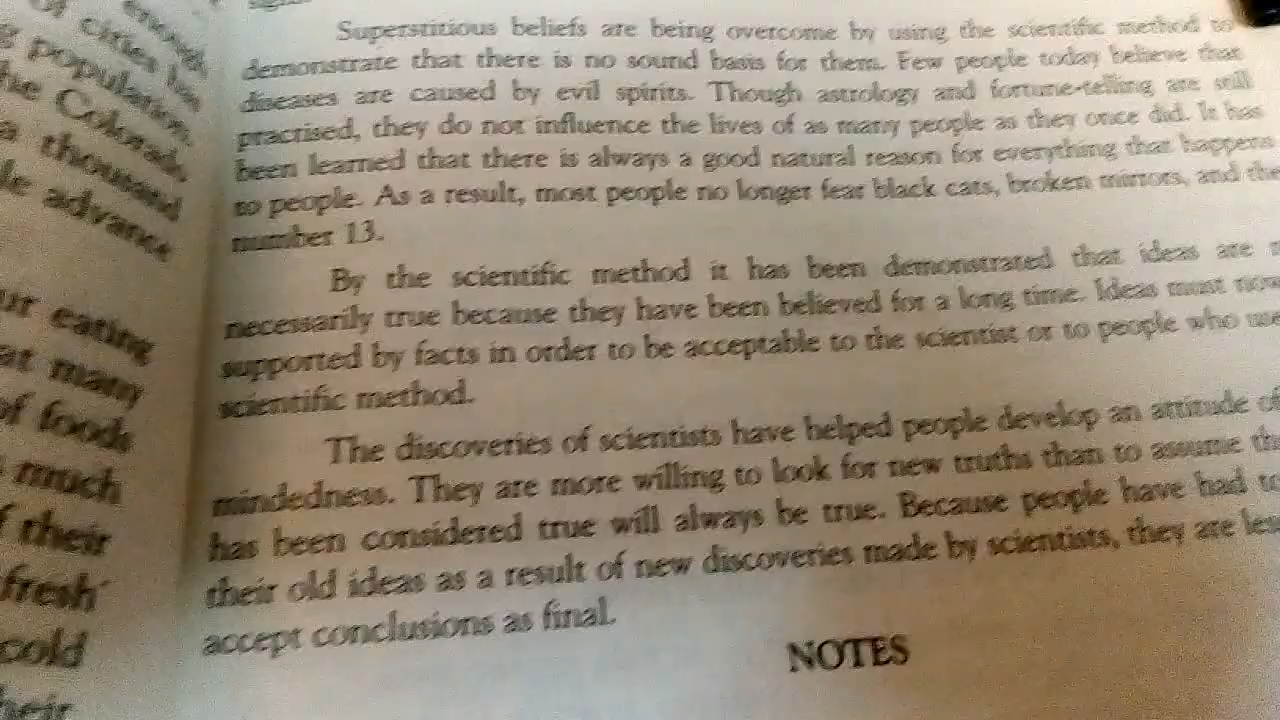 enough
of cities has
population.
the Colorado
a thousand
advance
Superstitious beliefs are being overcome by using the scientific method to
demonstrate that there is no sound basis for them. Few people today believe that
diseases are caused by evil spirits. Though astrology and fortune-telling are still
practised, they do not influence the lives of as many people as they once did. It has
been learned that there is always a good natural reason for everything that happens
to people. As a result, most people no longer fear black cats, broken mirrors, and the
number 13.
eating
at many
of foods
much
f their
fresh
cold
their
By the scientific method it has been demonstrated that ideas are
necessarily true because they have been believed for a long time. Ideas must now
supported by facts in order to be acceptable to the scientist or to people who use
scientific method.
The discoveries of scientists have helped people develop an attitude of
mindedness. They are more willing to look for new truths than to assume
has been considered true will always be true. Because people have had to
their old ideas as a result of new discoveries made by scientists, they are
accept conclusions as final.
NOTES